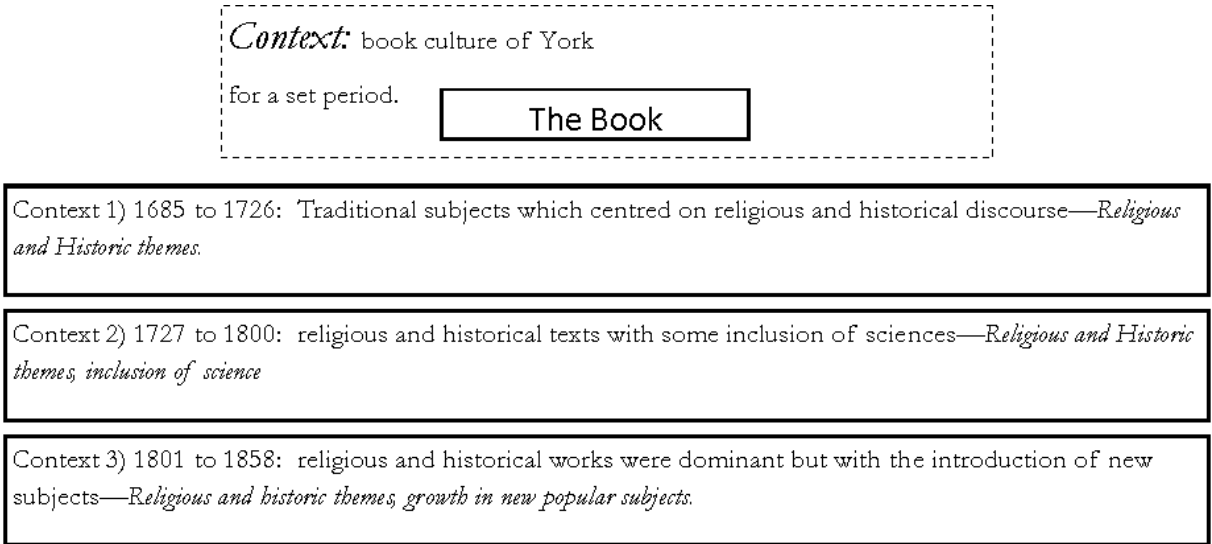 Context: book culture of York
for a set period.
The Book
Context 1) 1685 to 1726: Traditional subjects which centred on religious and historical discourse—Religious
and Historic themes.
Context 2) 1727 to 1800: religious and historical texts with some inclusion of sciences—Religious and Historic
themes, inclusion of science
Context 3) 1801 to 1858: religious and historical works were dominant but with the introduction of new
subjects—Religious and historic themes, growth in new popular subjects.